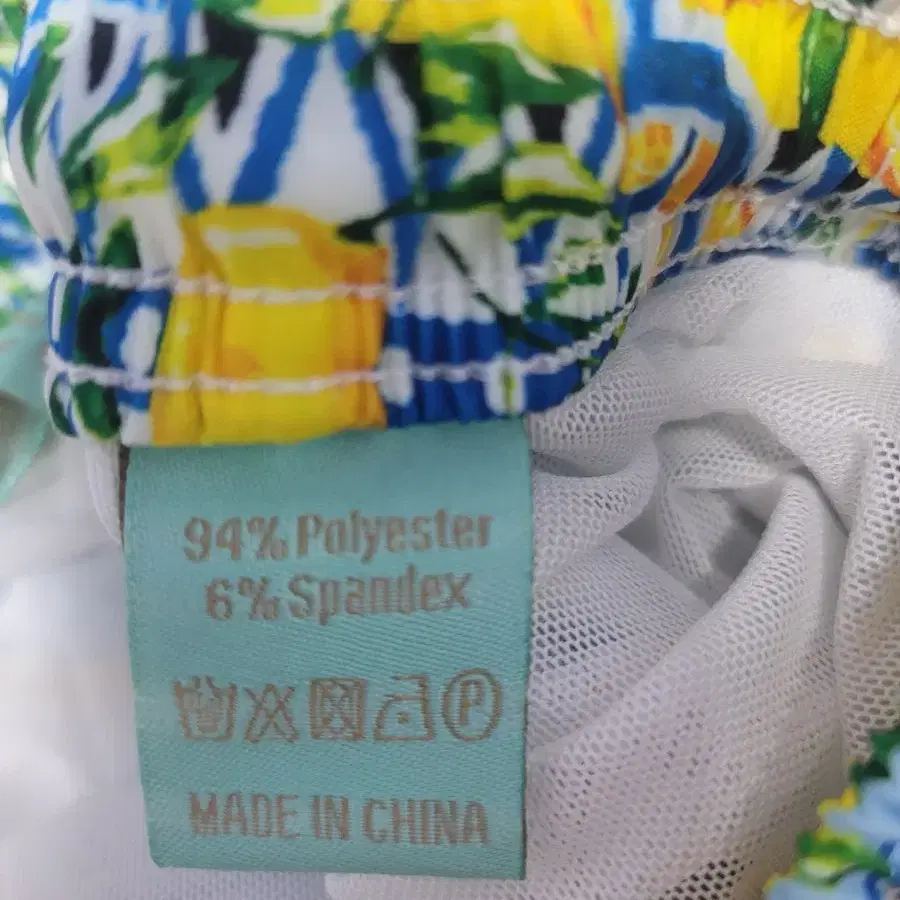 94% Polyester
6% Spandex
P
MADE IN CHINA